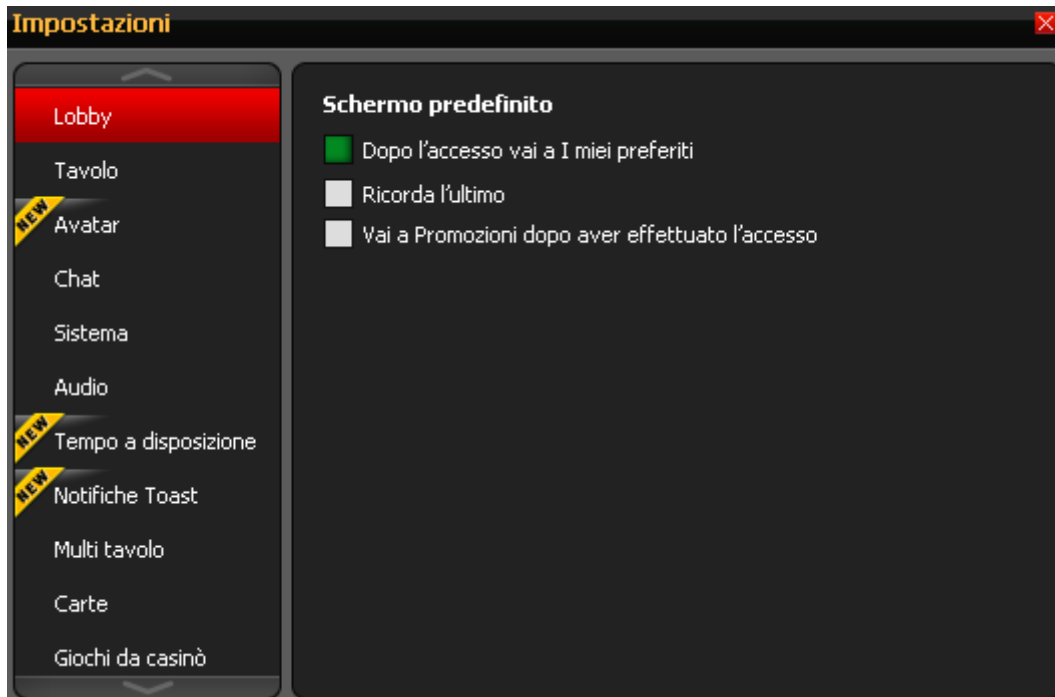 Impostazioni
Lobby
Tavolo
NEW
Avatar
Chat
Sistema
Audio
NEW
Tempo a disposizione
NEW
Notifiche Toast
Multi tavolo
Carte
Giochi da casinò
Schermo predefinito
Dopo l'accesso vai a I miei preferiti
Ricorda l'ultimo
Vai a Promozioni dopo aver effettuato l'accesso